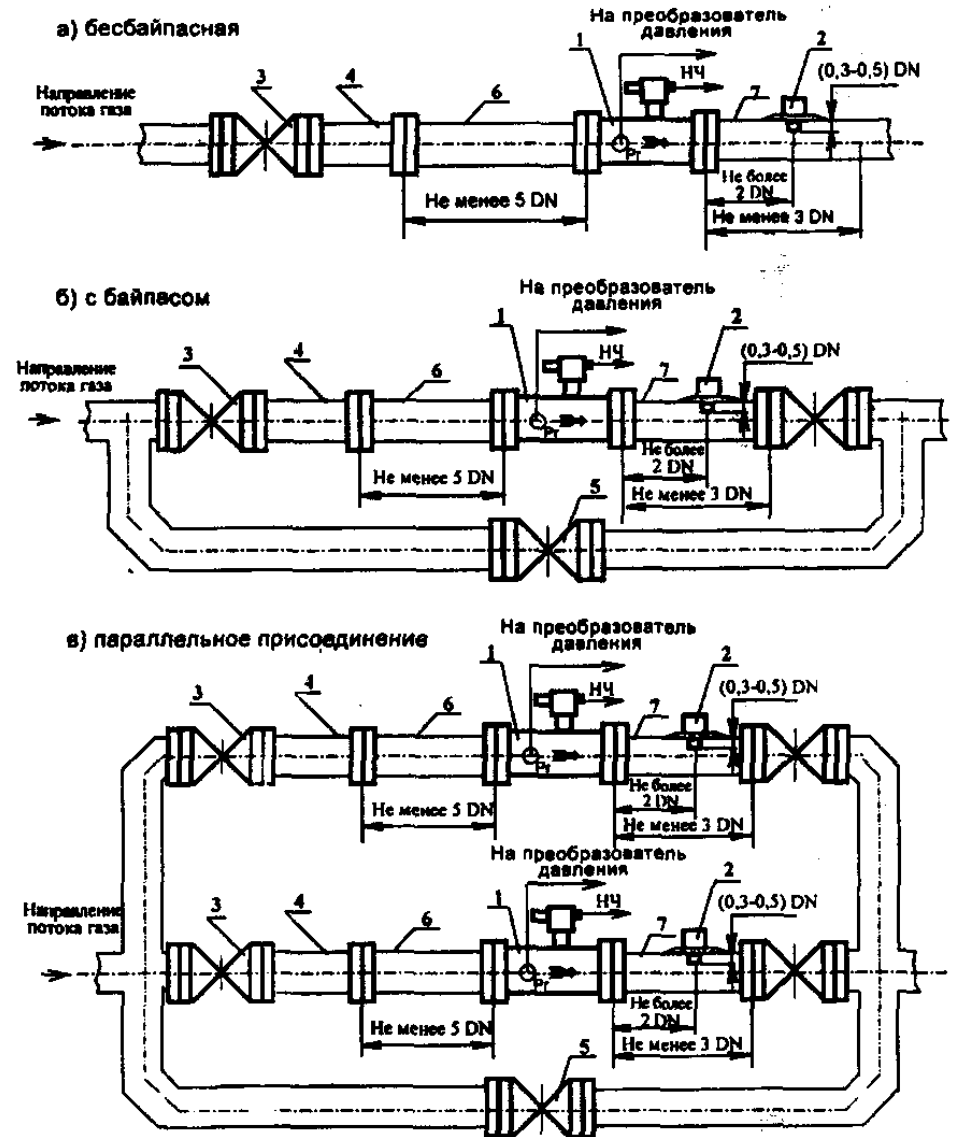 а) бесбайпасная
На преобразователь
давления
1
2
НЧ
(0,3-0,5) DN
Направление
потока газа
3
4
6
7
Рт
Не более
2 DN
Не менее 5 DN
Не менее 3 DN
б) с байпасом
На преобразователь
давления
1
2
НЧ
(0,3-0,5) DN
Направление
потока газа
3
4
6
7
Рт
Не более
2 DN
Не менее 5 DN
Не менее 3 DN
5
в) параллельное присоединение
На преобразователь
давления
1
2
НЧ
(0,3-0,5) DN
3
4
6
7
Рт
Не более
2 DN
Не менее 5 DN
Не менее 3 DN
На преобразователь
давления
1
2
НЧ
(0,3-0,5) DN
Направление
потока газа
3
4
6
7
Рт
Не более
2 DN
Не менее 5 DN
Не менее 3 DN
5